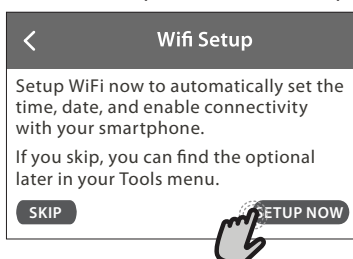 Wifi Setup
Setup WiFi now to automatically set the
time, date, and enable connectivity
with your smartphone.
If you skip, you can find the optional
later in your Tools menu.
SKIP
SETUP NOW